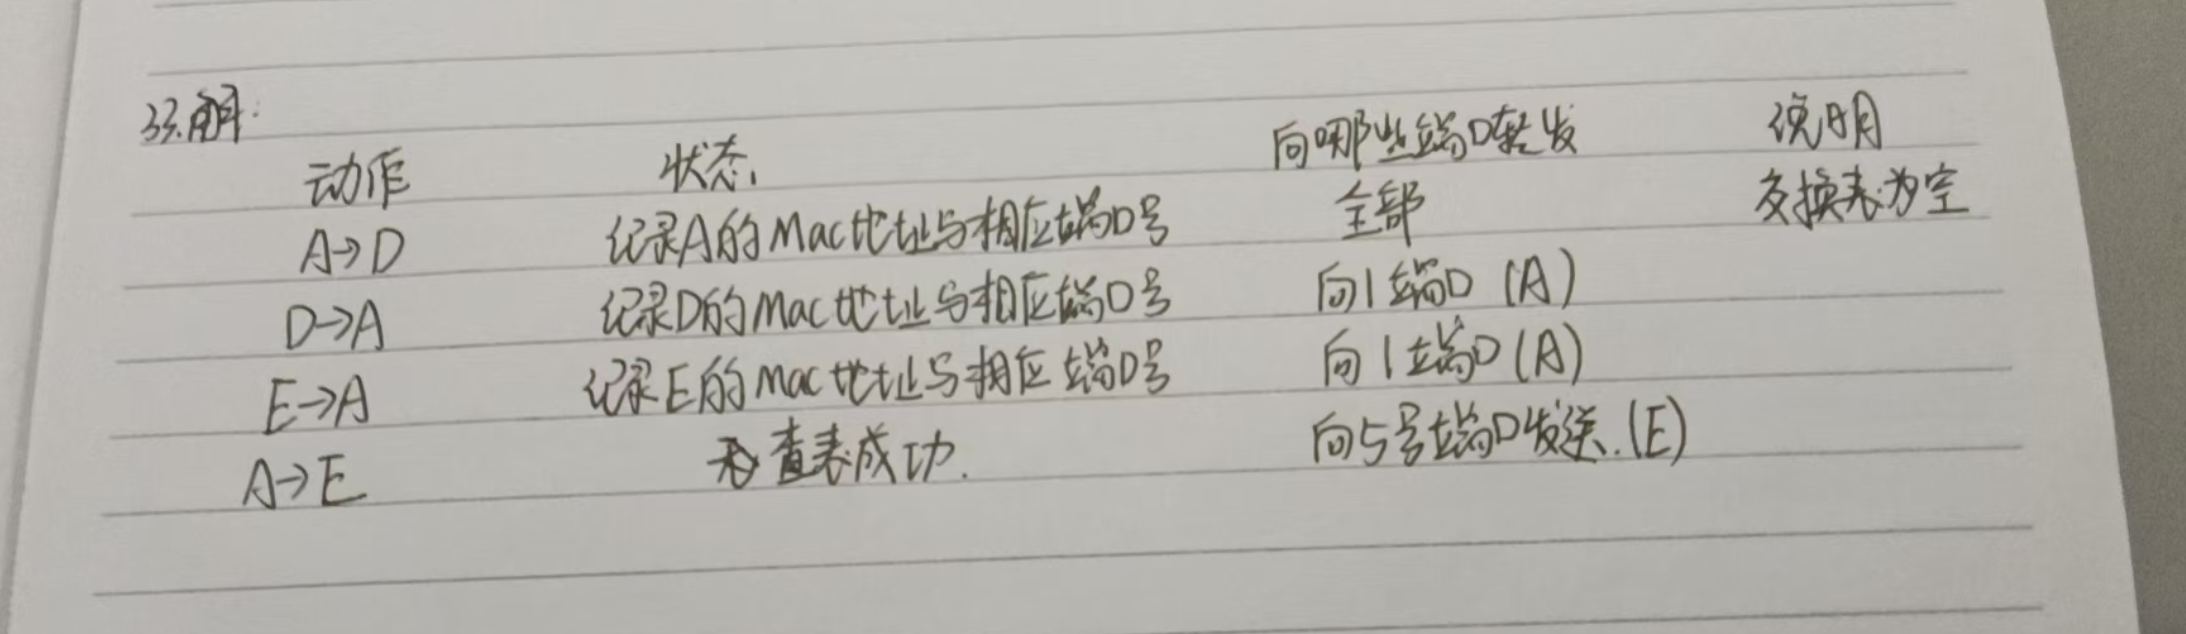 33.解:
动作 状态 向哪些端口转发 说明
A→D 记录A的Mac地址与相应端口号 全部 交换表为空
D→A 记录D的Mac地址与相应端口号 向1端口(A)
E→A 记录E的Mac地址与相应端口号 向1端口(A)
A→E 查表成功. 向5号端口发送.(E)